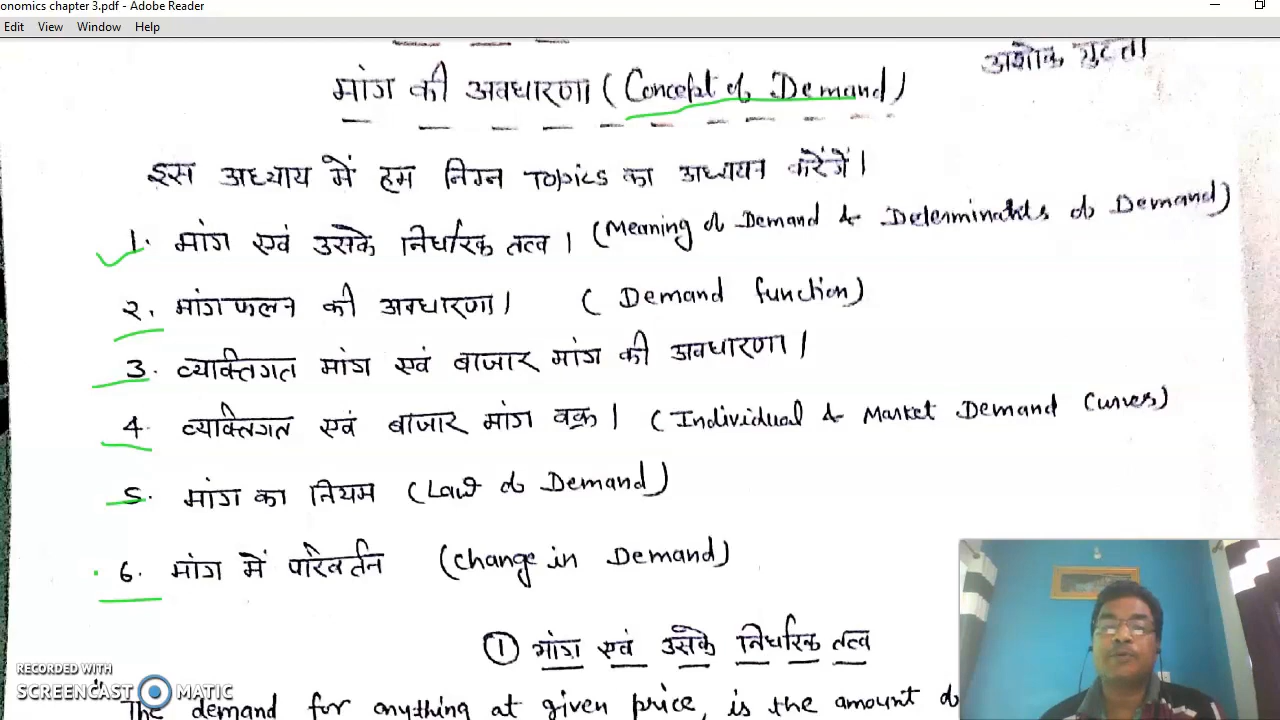 onomics chapter 3.pdf - Adobe Reader
Edit View Window Help
अशोक गुप्ता
मांग की अवधारणा (Concept of Demand)
इस अध्याय में हम निम्न Topics का अध्ययन करेंगें।
1. मांग एवं उसके निर्धारक तत्व। (Meaning of Demand & Determinants of Demand)
२. मांगफलन की अवधारणा। (Demand function)
3. व्यक्तिगत मांग एवं बाजार मांग की अवधारणा।
4. व्यक्तिगत एवं बाजार मांग वक्र। (Individual & Market Demand Curves)
5. मांग का नियम (Law of Demand)
6. मांग में परिवर्तन (Change in Demand)
① मांग एवं उसके निर्धारक तत्व
RECORDED WITH
SCREENCAST MATIC
"The demand for anything at given price, is the amount o